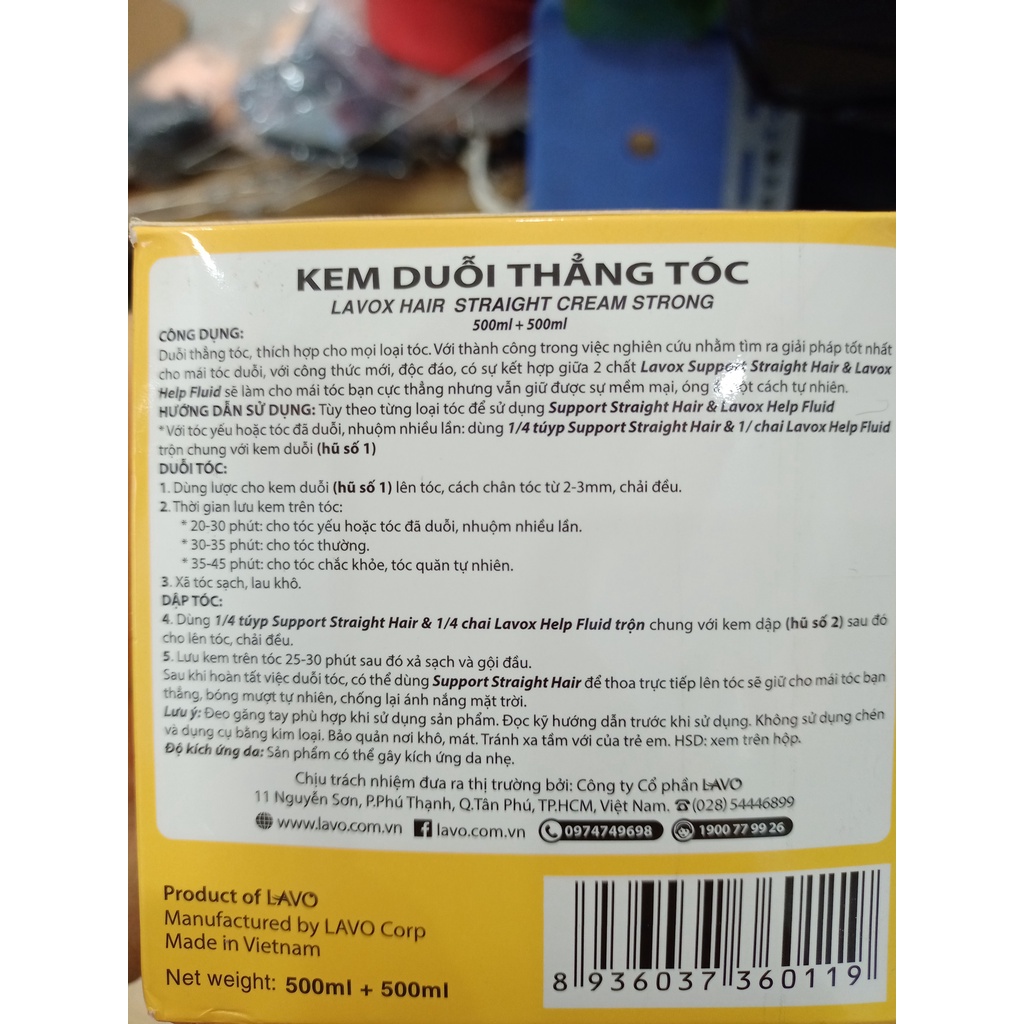 KEM DUỖI THẲNG TÓC
LAVOX HAIR STRAIGHT CREAM STRONG
500ml + 500ml
CÔNG DỤNG:
Duỗi thẳng tóc, thích hợp cho mọi loại tóc. Với thành công trong việc nghiên cứu nhằm tìm ra giải pháp tốt nhất
cho mái tóc duỗi, với công thức mới, độc đáo, có sự kết hợp giữa 2 chất Lavox Support Straight Hair & Lavox
Help Fluid sẽ làm cho mái tóc bạn cực thẳng nhưng vẫn giữ được sự mềm mại, óng ả một cách tự nhiên.
HƯỚNG DẪN SỬ DỤNG: Tùy theo từng loại tóc để sử dụng Support Straight Hair & Lavox Help Fluid
*Với tóc yếu hoặc tóc đã duỗi, nhuộm nhiều lần: dùng 1/4 túyp Support Straight Hair & 1/ chai Lavox Help Fluid
trộn chung với kem duỗi (hũ số 1)
DUỖI TÓC:
1. Dùng lược cho kem duỗi (hũ số 1) lên tóc, cách chân tóc từ 2-3mm, chải đều.
2. Thời gian lưu kem trên tóc:
* 20-30 phút: cho tóc yếu hoặc tóc đã duỗi, nhuộm nhiều lần.
* 30-35 phút: cho tóc thường.
* 35-45 phút: cho tóc chắc khỏe, tóc quăn tự nhiên.
3. Xã tóc sạch, lau khô.
DẬP TÓC:
4. Dùng 1/4 túyp Support Straight Hair & 1/4 chai Lavox Help Fluid trộn chung với kem dập (hũ số 2) sau đó
cho lên tóc, chải đều.
5. Lưu kem trên tóc 25-30 phút sau đó xả sạch và gội đầu.
Sau khi hoàn tất việc duỗi tóc, có thể dùng Support Straight Hair để thoa trực tiếp lên tóc sẽ giữ cho mái tóc bạn
thẳng, bóng mượt tự nhiên, chống lại ánh nắng mặt trời.
Lưu ý: Đeo găng tay phù hợp khi sử dụng sản phẩm. Đọc kỹ hướng dẫn trước khi sử dụng. Không sử dụng chén
và dụng cụ bằng kim loại. Bảo quản nơi khô, mát. Tránh xa tầm với của trẻ em. HSD: xem trên hộp.
Độ kích ứng da: Sản phẩm có thể gây kích ứng da nhẹ.
Chịu trách nhiệm đưa ra thị trường bởi: Công ty Cổ phần LAVO
11 Nguyễn Sơn, P.Phú Thạnh, Q.Tân Phú, TP.HCM, Việt Nam. ☎(028) 54446899
www.lavo.com.vn lavo.com.vn 0974749698 1900 77 99 26
Product of LAVO
Manufactured by LAVO Corp
Made in Vietnam
Net weight: 500ml + 500ml
8 936037 360119